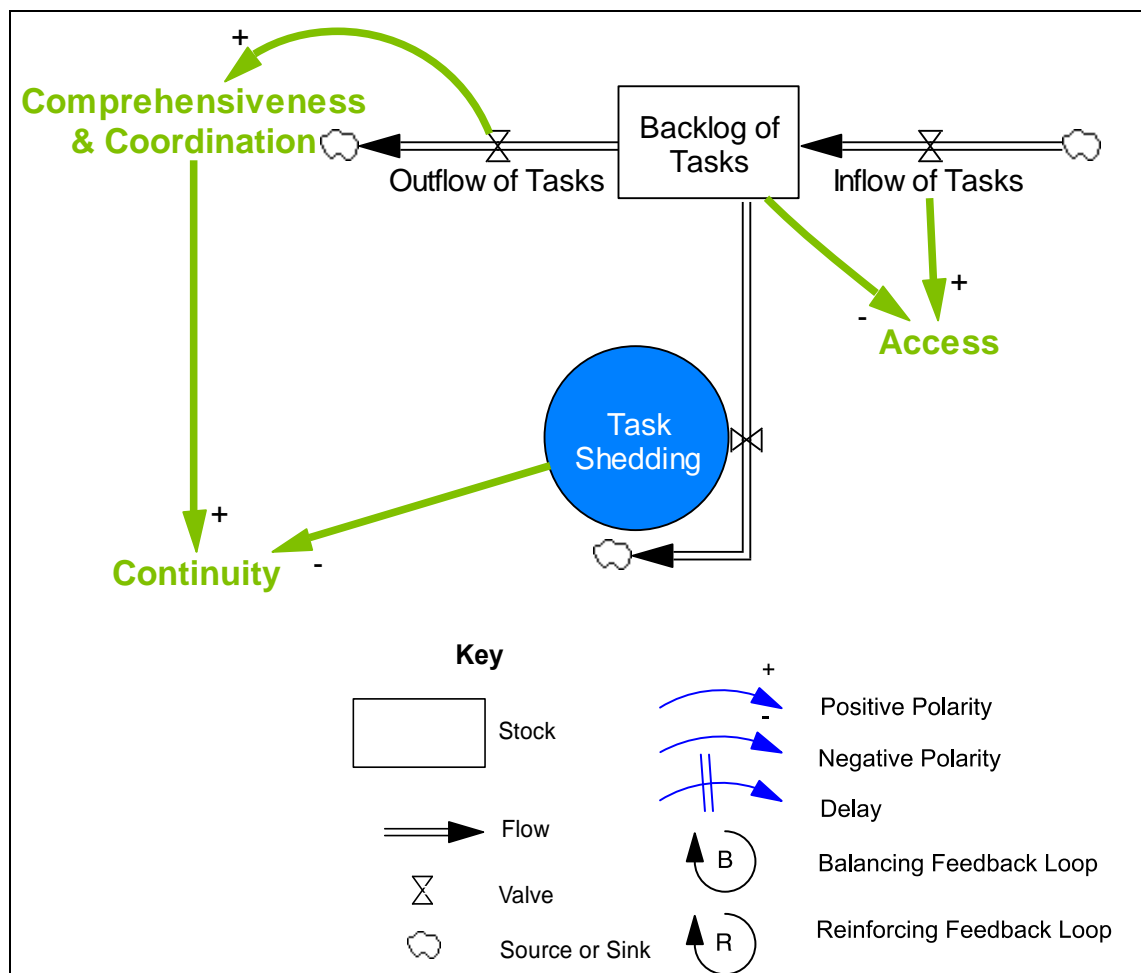 +
Comprehensiveness
& Coordination
Backlog of
Tasks
Outflow of Tasks
Inflow of Tasks
+
-
Access
Task
Shedding
+
-
Continuity
Key
Stock
Flow
Valve
Source or Sink
+
Positive Polarity
-
Negative Polarity
Delay
B
Balancing Feedback Loop
R
Reinforcing Feedback Loop